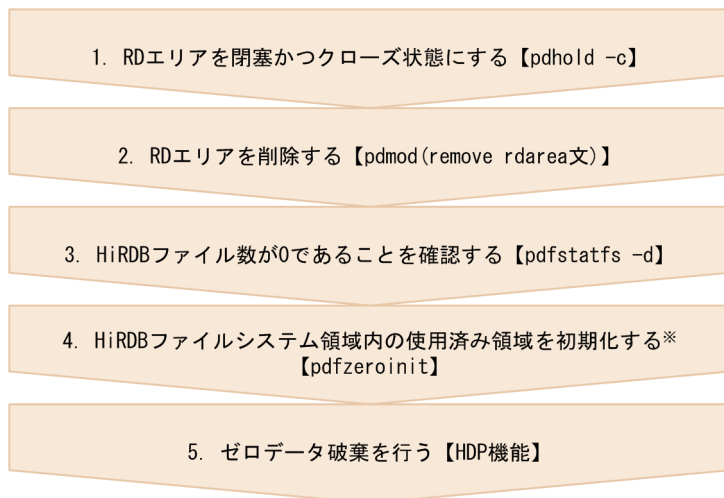 1. RDエリアを閉塞かつクローズ状態にする【pdhold -c】
2. RDエリアを削除する【pdmod(remove rdarea文)】
3. HiRDBファイル数が0であることを確認する【pdfstatfs -d】
4. HiRDBファイルシステム領域内の使用済み領域を初期化する※
【pdfzeroinit】
5. ゼロデータ破棄を行う【HDP機能】